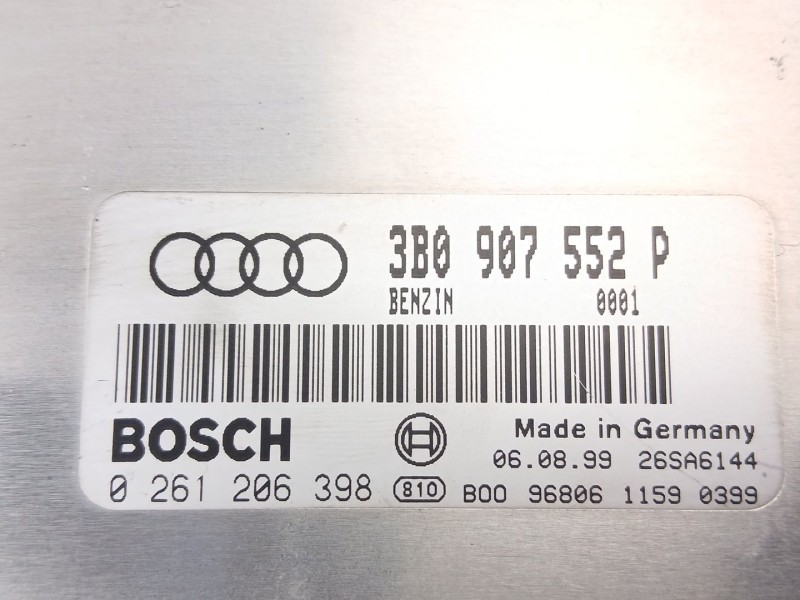 3B0 907 552 P
BENZIN 0001
BOSCH
Made in Germany
06.08.99 26SA6144
0 261 206 398 810 B00 96806 1159 0399